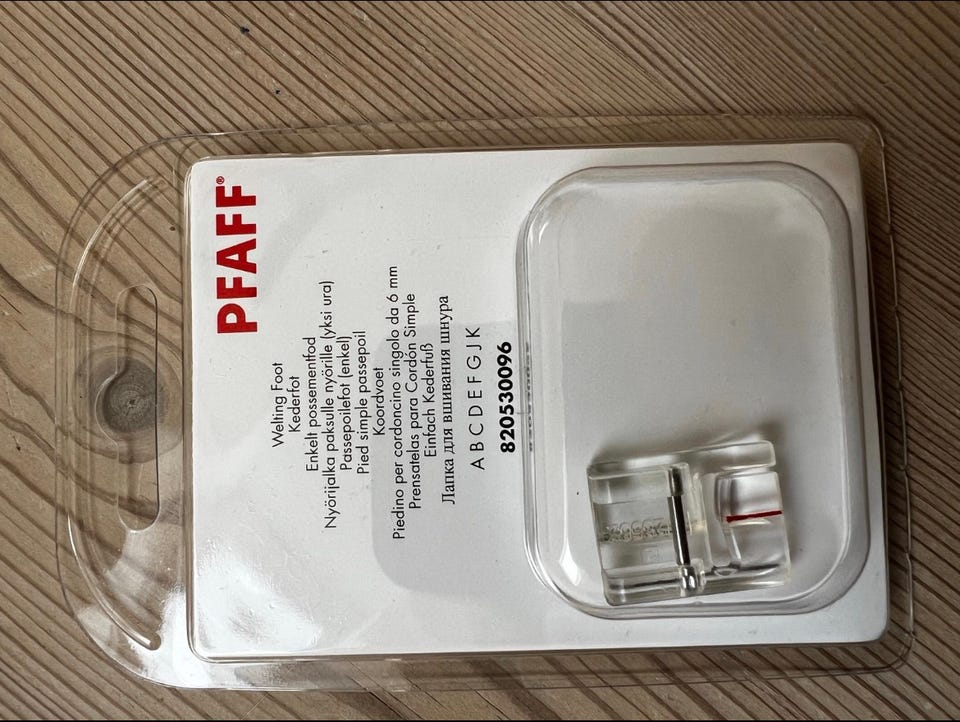 PFAFF®
Welting Foot
Kederfot
Enkelt possementfod
Nyörijalka paksulle nyörille (yksi ura)
Passepoilefot (enkel)
Pied simple passepoil
Koordvoet
Piedino per cordoncino singolo da 6 mm
Prensatelas para Cordón Simple
Einfach Kederfuß
Лапка для вшивания шнура
A B C D E F G J K
820530096